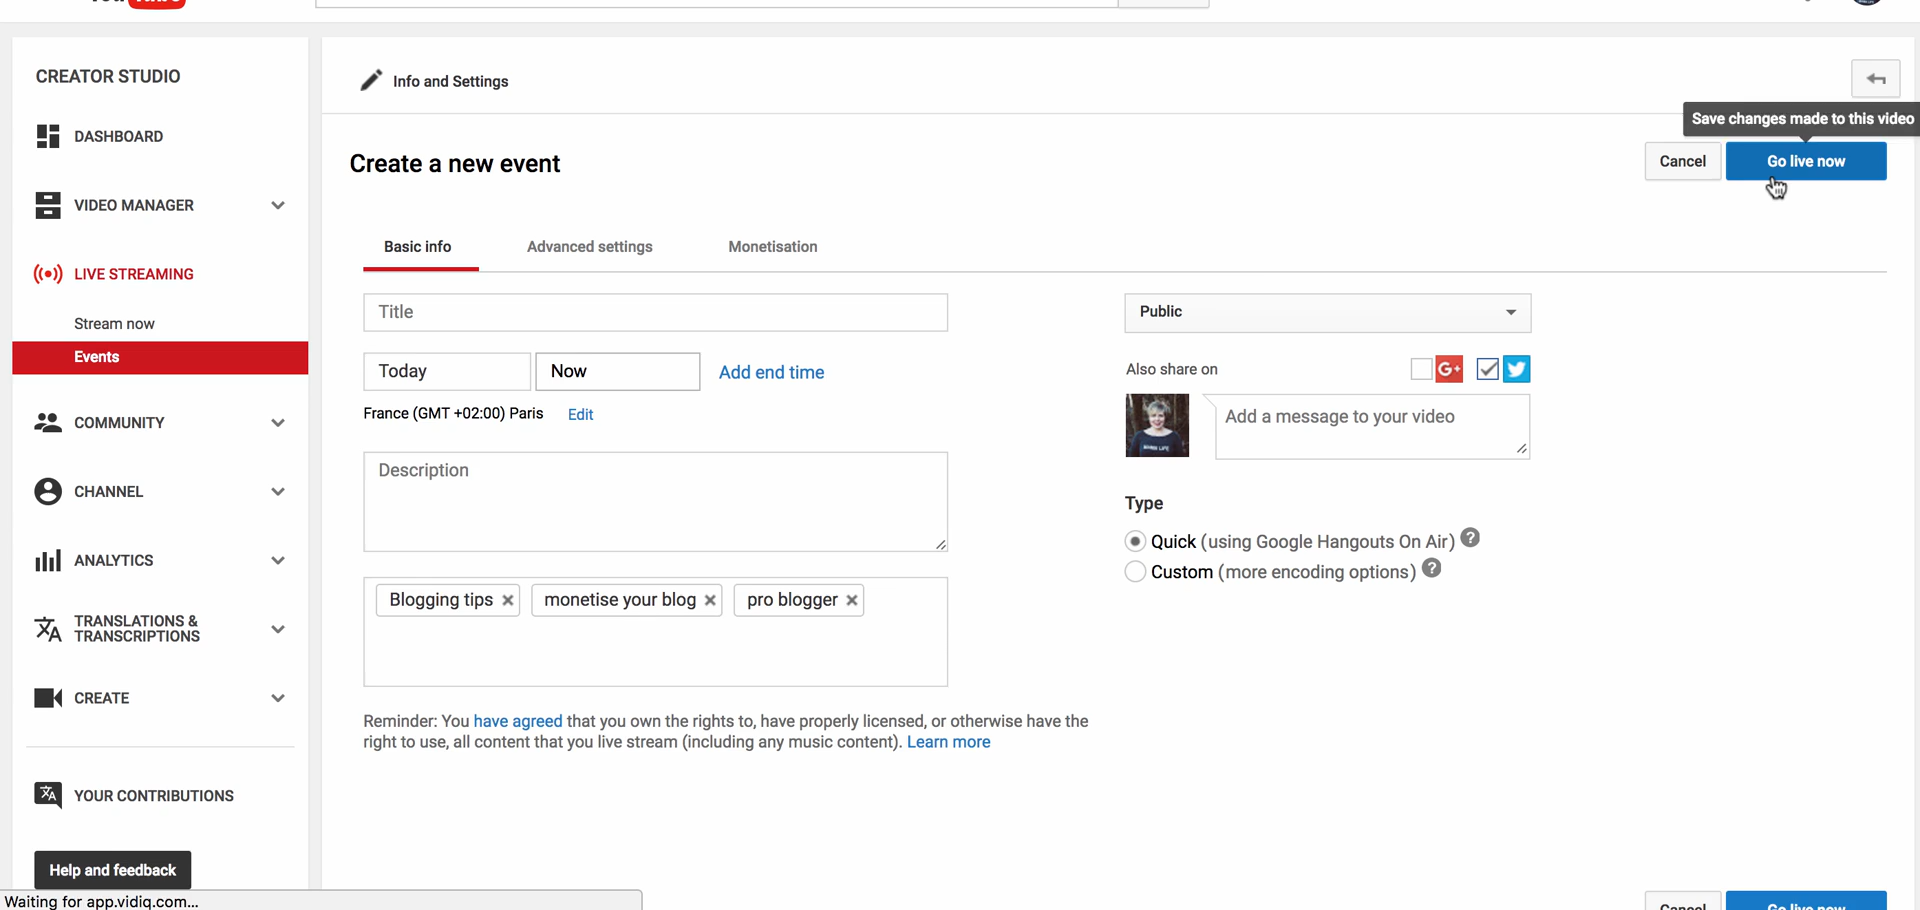 CREATOR STUDIO
DASHBOARD
VIDEO MANAGER
LIVE STREAMING
Stream now
Events
COMMUNITY
CHANNEL
ANALYTICS
TRANSLATIONS &
TRANSCRIPTIONS
CREATE
YOUR CONTRIBUTIONS
Help and feedback
Waiting for app.vidiq.com...
Info and Settings
Save changes made to this video
Create a new event
Cancel
Go live now
Basic info
Advanced settings
Monetisation
Title
Today
Now
Add end time
France (GMT +02:00) Paris Edit
Description
Blogging tips × monetise your blog × pro blogger ×
Reminder: You have agreed that you own the rights to, have properly licensed, or otherwise have the
right to use, all content that you live stream (including any music content). Learn more
Public
Also share on
G+
Add a message to your video
Type
Quick (using Google Hangouts On Air) ?
Custom (more encoding options) ?
Cancel
Go live now